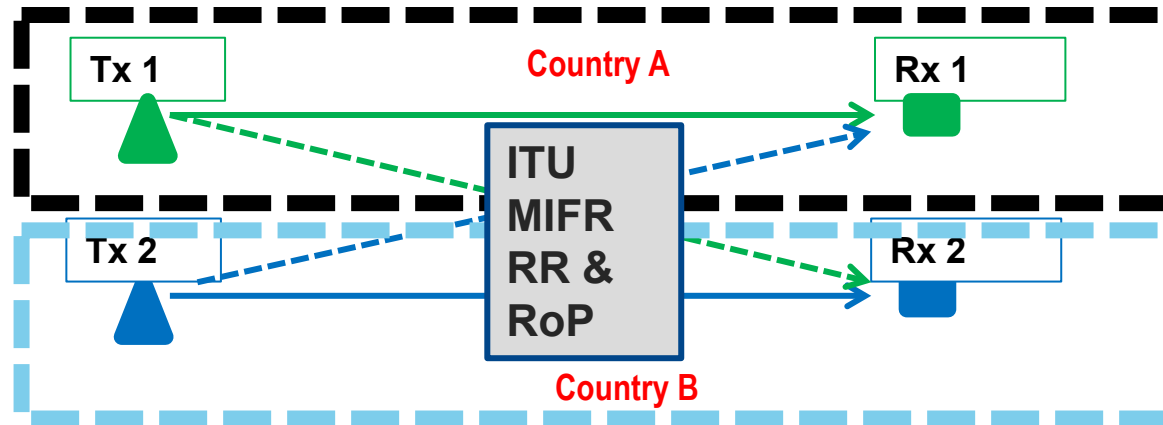 Tx 1
Country A
Rx 1
ITU
MIFR
RR &
RoP
Tx 2
Rx 2
Country B